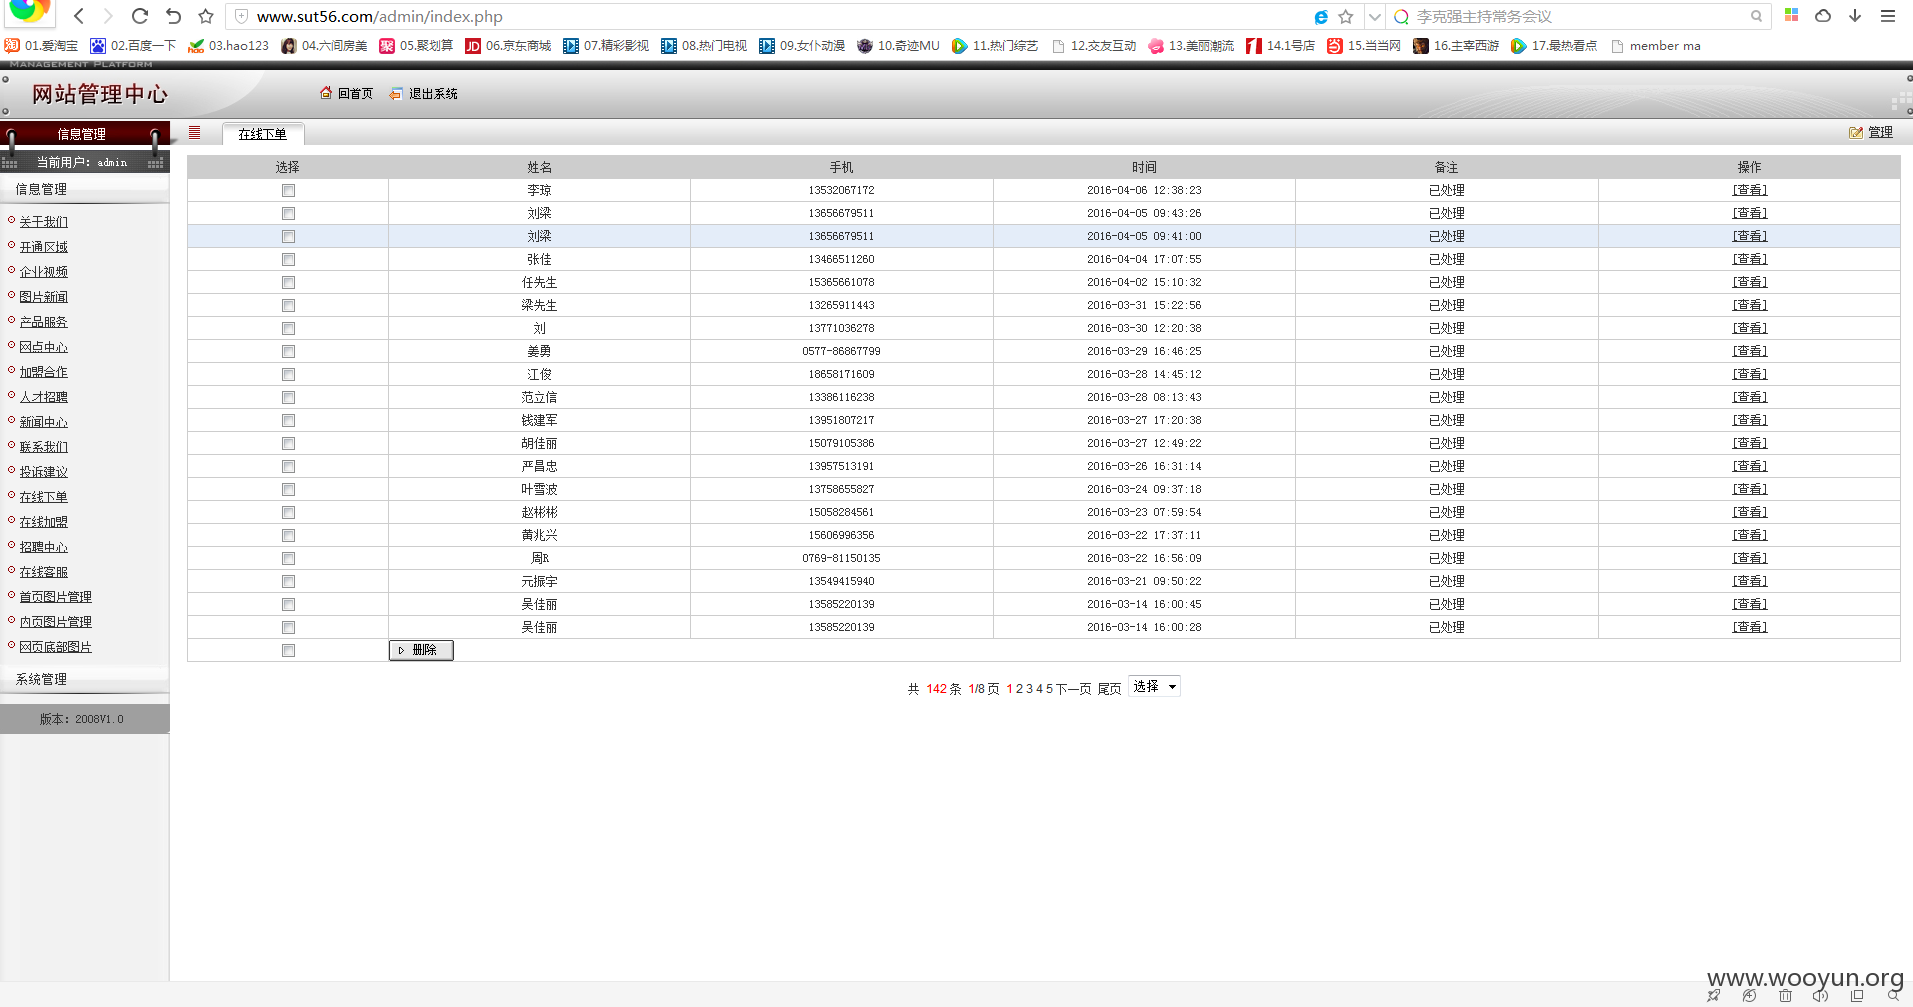 www.sut56.com/admin/index.php
李克强主持常务会议
01.爱淘宝 02.百度一下 03.hao123 04.六间房美 05.聚划算 06.京东商城 07.精彩影视 08.热门电视 09.女仆动漫 10.奇迹MU 11.热门综艺 12.交友互动 13.美丽潮流 14.1号店 15.当当网 16.主宰西游 17.最热看点 member ma
MANAGEMENT PLATFORM
网站管理中心 回首页 退出系统
信息管理 在线下单 管理
当前用户: admin
信息管理
关于我们
开通区域
企业视频
图片新闻
产品服务
网点中心
加盟合作
人才招聘
新闻中心
联系我们
投诉建议
在线下单
在线加盟
招聘中心
在线客服
首页图片管理
内页图片管理
网页底部图片
系统管理
版本: 2008V1.0
选择 姓名 手机 时间 备注 操作
李琼 13532067172 2016-04-06 12:38:23 已处理 [查看]
刘梁 13656679511 2016-04-05 09:43:26 已处理 [查看]
刘梁 13656679511 2016-04-05 09:41:00 已处理 [查看]
张佳 13466511260 2016-04-04 17:07:55 已处理 [查看]
任先生 15365661078 2016-04-02 15:10:32 已处理 [查看]
梁先生 13265911443 2016-03-31 15:22:56 已处理 [查看]
刘 13771036278 2016-03-30 12:20:38 已处理 [查看]
姜勇 0577-86867799 2016-03-29 16:46:25 已处理 [查看]
江俊 18658171609 2016-03-28 14:45:12 已处理 [查看]
范立信 13386116238 2016-03-28 08:13:43 已处理 [查看]
钱建军 13951807217 2016-03-27 17:20:38 已处理 [查看]
胡佳丽 15079105386 2016-03-27 12:49:22 已处理 [查看]
严昌忠 13957513191 2016-03-26 16:31:14 已处理 [查看]
叶雪波 13758655827 2016-03-24 09:37:18 已处理 [查看]
赵彬彬 15058284561 2016-03-23 07:59:54 已处理 [查看]
黄兆兴 15606996356 2016-03-22 17:37:11 已处理 [查看]
周R 0769-81150135 2016-03-22 16:56:09 已处理 [查看]
元振宇 13549415940 2016-03-21 09:50:22 已处理 [查看]
吴佳丽 13585220139 2016-03-14 16:00:45 已处理 [查看]
吴佳丽 13585220139 2016-03-14 16:00:28 已处理 [查看]
删除
共 142 条 1/8 页 1 2 3 4 5 下一页 尾页 选择
www.wooyun.org